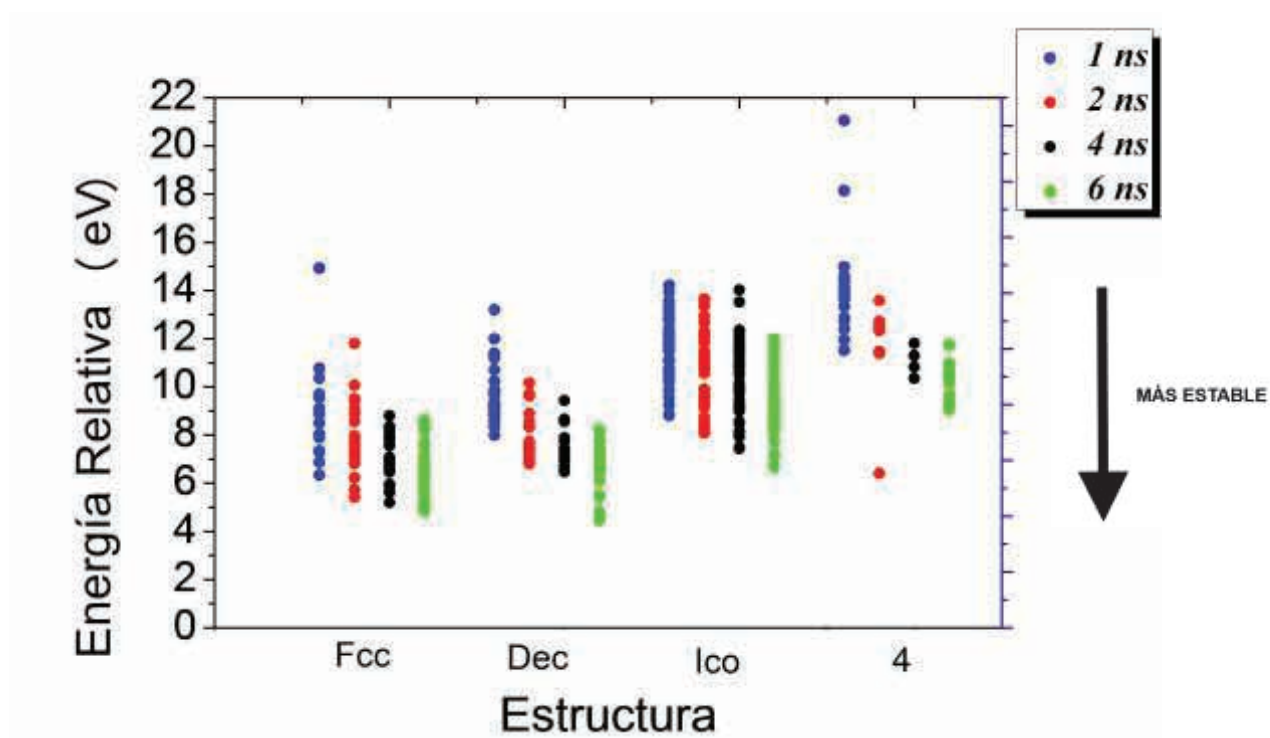 1 ns
2 ns
4 ns
6 ns
22
20
18
16
14
12
10
8
6
4
2
0
Energía Relativa (eV)
MÀS ESTABLE
Fcc
Dec
Ico
4
Estructura